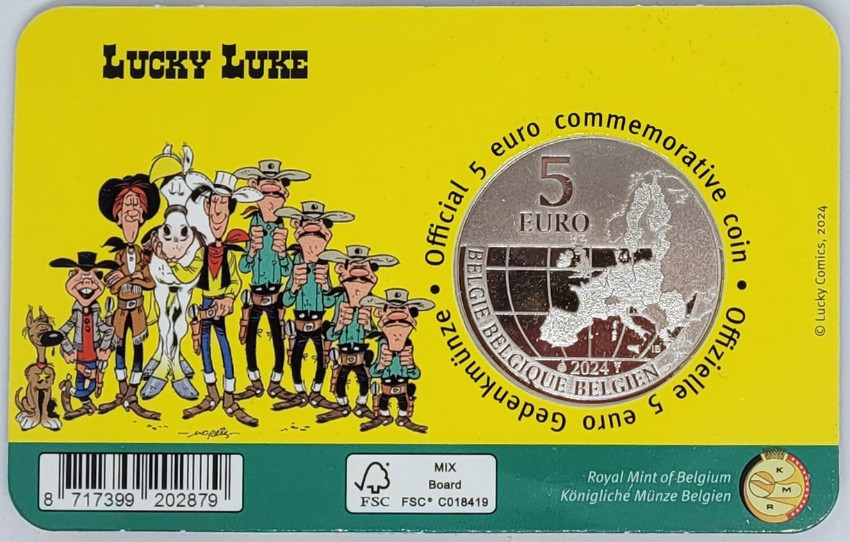 LUCKY LUKE
Official 5 euro commemorative coin • Offizielle 5 euro Gedenkmünze •
5
EURO
BELGIE BELGIQUE BELGIEN
2024
© Lucky Comics, 2024
MORRIS
8 717399 202879
FSC
MIX
Board
FSC® C018419
Royal Mint of Belgium
Königliche Münze Belgien
K
M
R